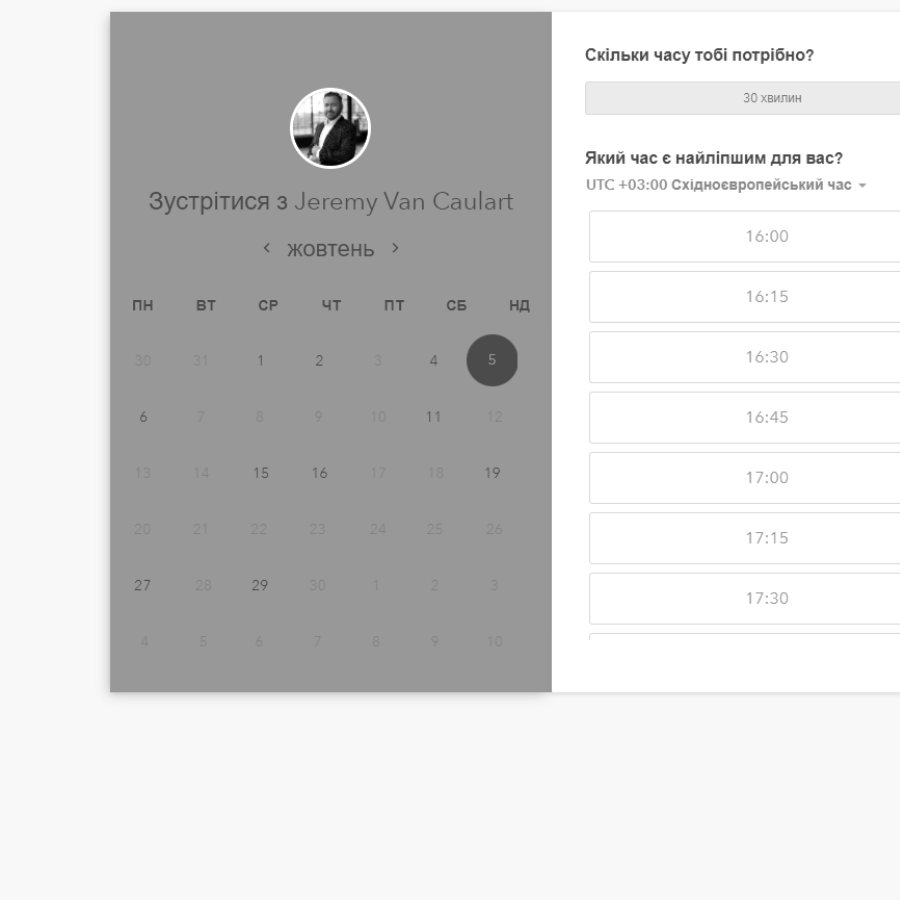 Зустрітися з Jeremy Van Caulart
жовтень
ПН ВТ СР ЧТ ПТ СБ НД
30 31 1 2 3 4 5
6 7 8 9 10 11 12
13 14 15 16 17 18 19
20 21 22 23 24 25 26
27 28 29 30 1 2 3
4 5 6 7 8 9 10
Скільки часу тобі потрібно?
30 хвилин
Який час є найліпшим для вас?
UTC +03:00 Східноєвропейський час
16:00
16:15
16:30
16:45
17:00
17:15
17:30